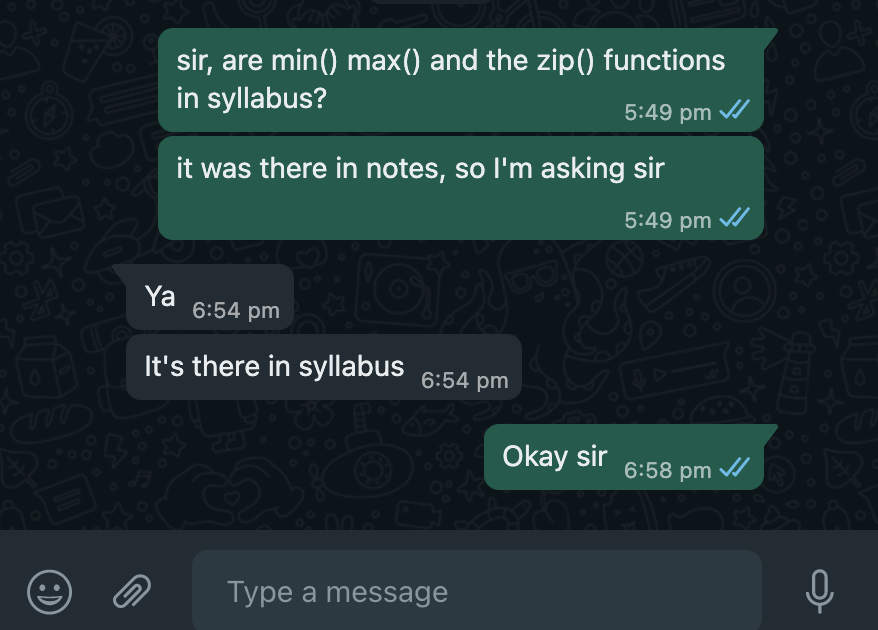 sir, are min() max() and the zip() functions
in syllabus?
5:49 pm
it was there in notes, so I'm asking sir
5:49 pm
Ya 6:54 pm
It's there in syllabus 6:54 pm
Okay sir 6:58 pm
Type a message